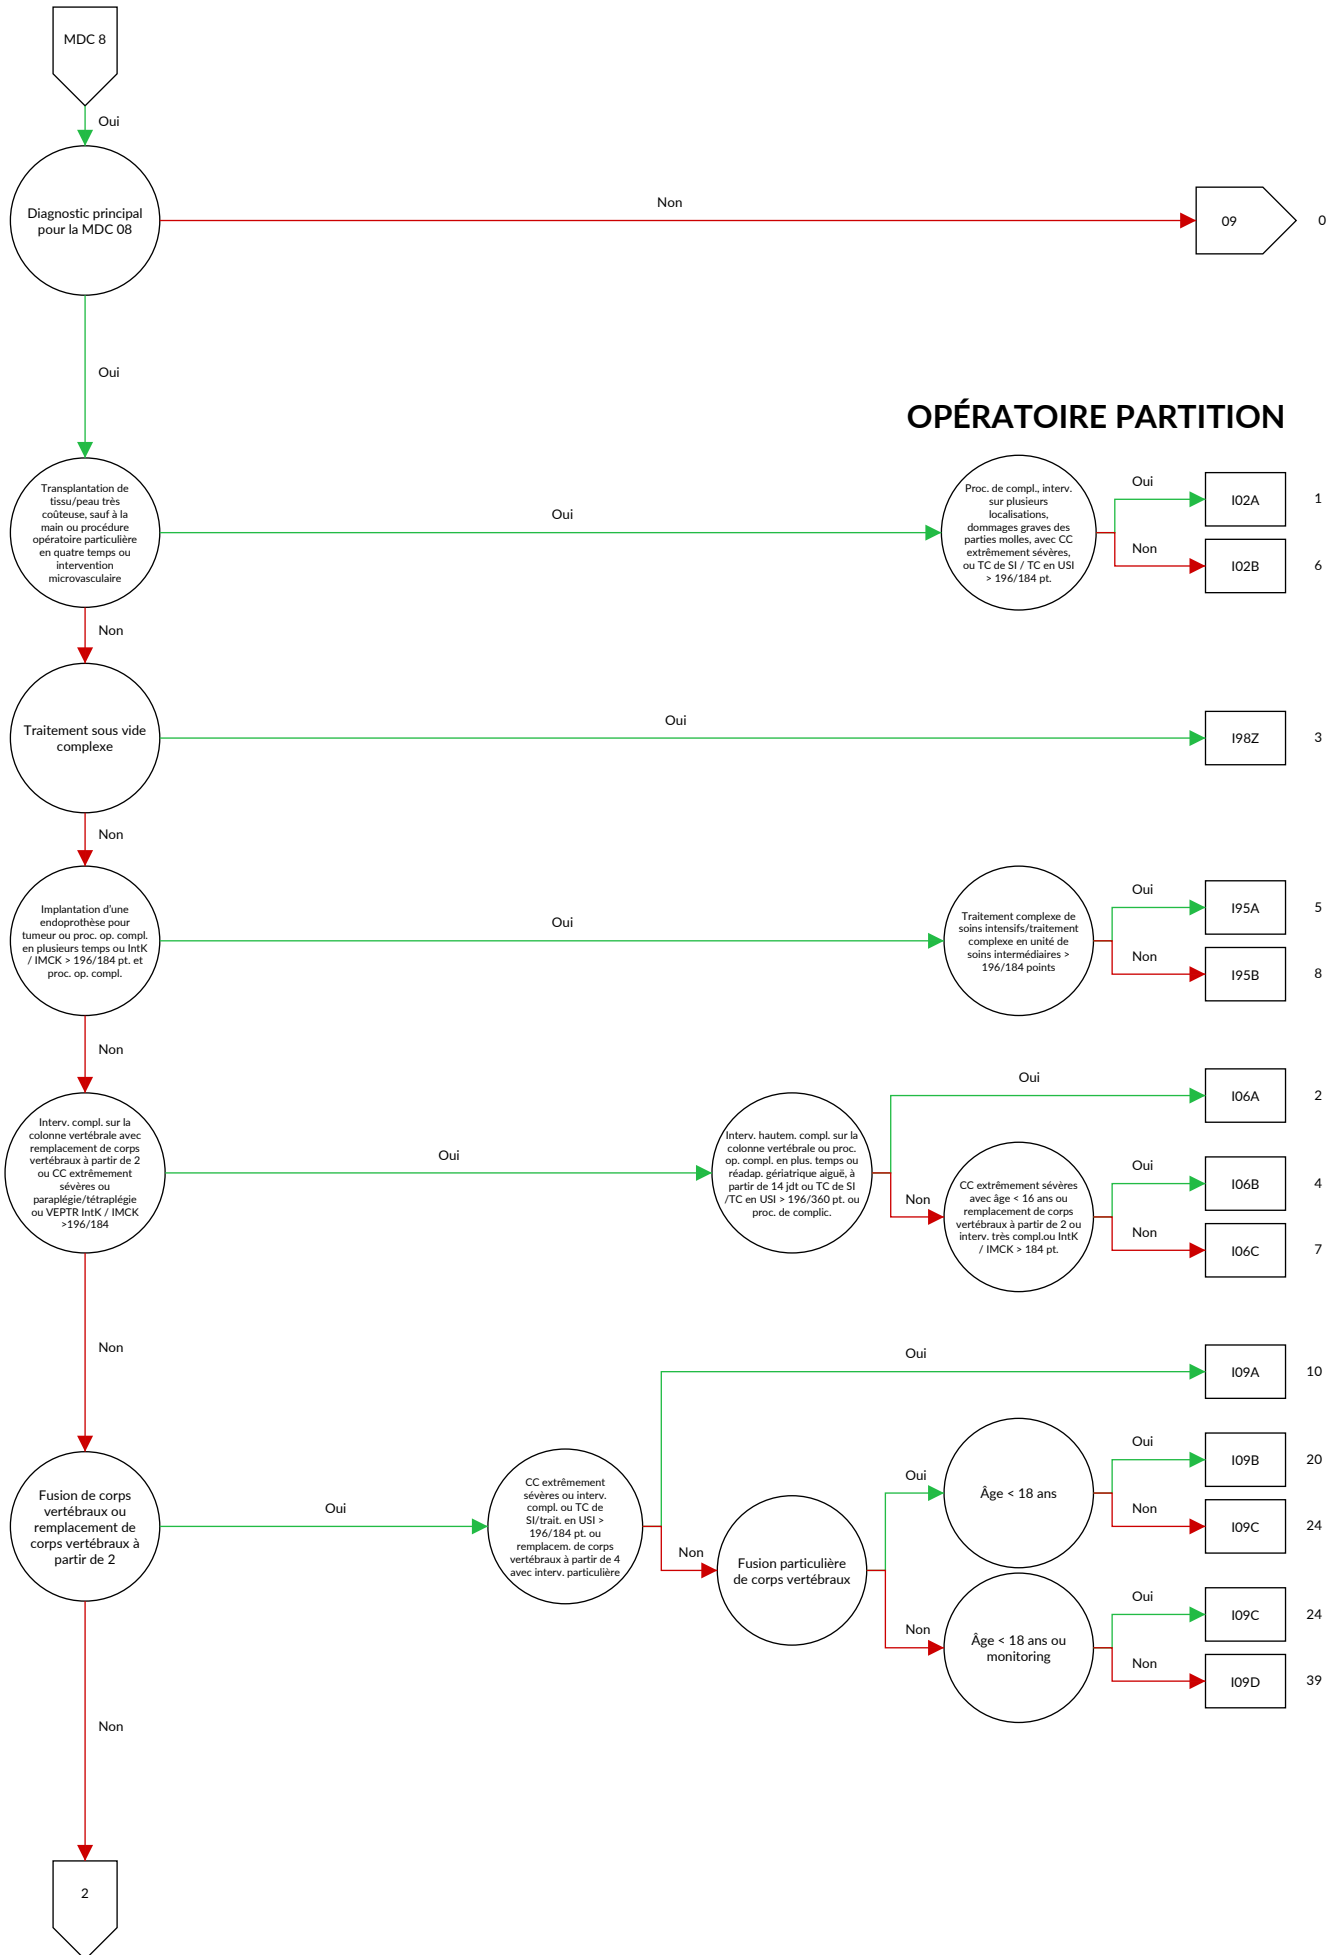 MDC 8
Oui
Diagnostic principal
pour la MDC 08
Non
09
0
Oui
OPÉRATOIRE PARTITION
Transplantation de
tissu/peau très
coûteuse, sauf à la
main ou procédure
opératoire particulière
en quatre temps ou
intervention
microvasculaire
Oui
Proc. de compl., interv.
sur plusieurs
localisations,
dommages graves des
parties molles, avec CC
extrêmement sévères,
ou TC de SI / TC en USI
> 196/184 pt.
Oui
I02A
1
Non
I02B
6
Non
Traitement sous vide
complexe
Oui
I98Z
3
Non
Implantation d'une
endoprothèse pour
tumeur ou proc. op. compl.
en plusieurs temps ou IntK
/ IMCK > 196/184 pt. et
proc. op. compl.
Oui
Traitement complexe de
soins intensifs/traitement
complexe en unité de
soins intermédiaires >
196/184 points
Oui
I95A
5
Non
I95B
8
Non
Interv. compl. sur la
colonne vertébrale avec
remplacement de corps
vertébraux à partir de 2
ou CC extrêmement
sévères ou
paraplégie/tétraplégie
ou VEPTR IntK / IMCK
>196/184
Oui
Interv. hautem. compl. sur la
colonne vertébrale ou proc.
op. compl. en plus. temps ou
réadap. gériatrique aiguë, à
partir de 14 jdt ou TC de SI
/TC en USI > 196/360 pt. ou
proc. de complic.
Oui
I06A
2
Non
CC extrêmement sévères
avec âge < 16 ans ou
remplacement de corps
vertébraux à partir de 2 ou
interv. très compl.ou IntK
/ IMCK > 184 pt.
Oui
I06B
4
Non
I06C
7
Non
Fusion de corps
vertébraux ou
remplacement de
corps vertébraux à
partir de 2
Oui
CC extrêmement
sévères ou interv.
compl. ou TC de
SI/trait. en USI >
196/184 pt. ou
remplacem. de corps
vertébraux à partir de 4
avec interv. particulière
Oui
I09A
10
Non
Fusion particulière
de corps vertébraux
Oui
Âge < 18 ans
Oui
I09B
20
Non
I09C
24
Non
Âge < 18 ans ou
monitoring
Oui
I09C
24
Non
I09D
39
Non
2